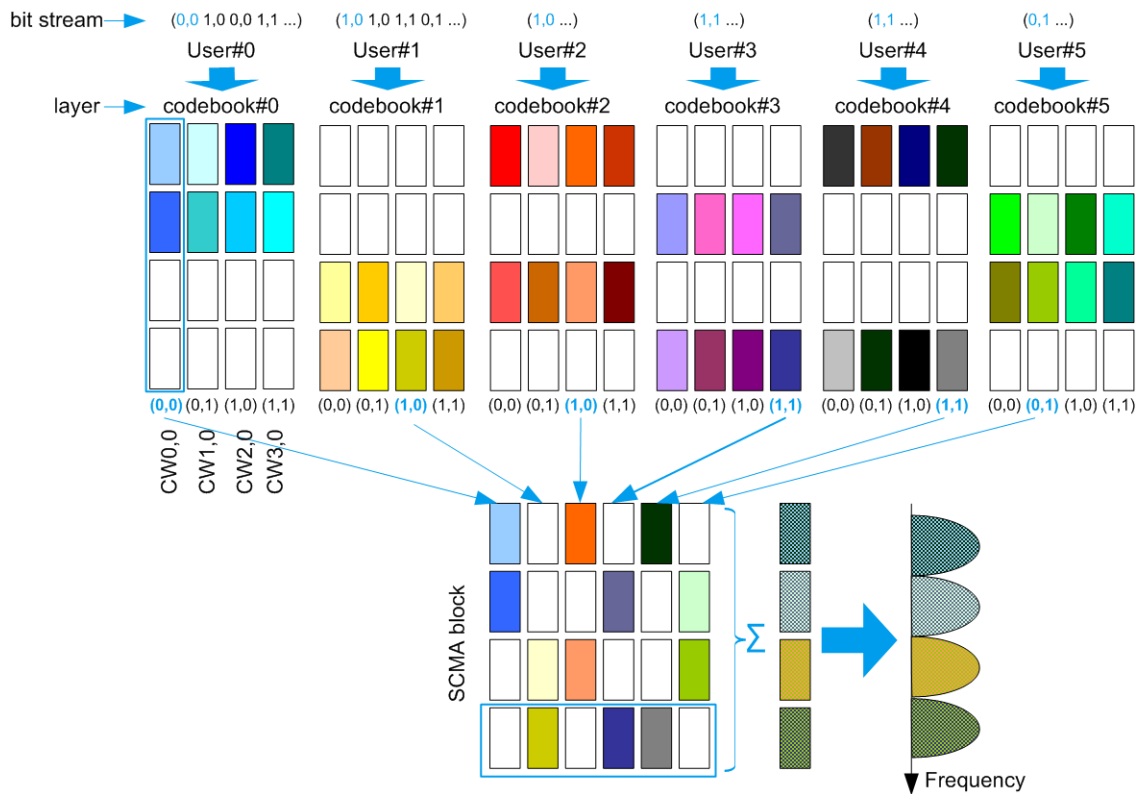 bit stream (0,0 1,0 0,0 1,1 ...) (1,0 1,0 1,1 0,1 ...) (1,0 ...) (1,1 ...) (1,1 ...) (0,1 ...)
User#0 User#1 User#2 User#3 User#4 User#5
layer codebook#0 codebook#1 codebook#2 codebook#3 codebook#4 codebook#5
(0,0) (0,1) (1,0) (1,1) (0,0) (0,1) (1,0) (1,1) (0,0) (0,1) (1,0) (1,1) (0,0) (0,1) (1,0) (1,1) (0,0) (0,1) (1,0) (1,1) (0,0) (0,1) (1,0) (1,1)
CW0,0
CW1,0
CW2,0
CW3,0
SCMA block
Σ
Frequency